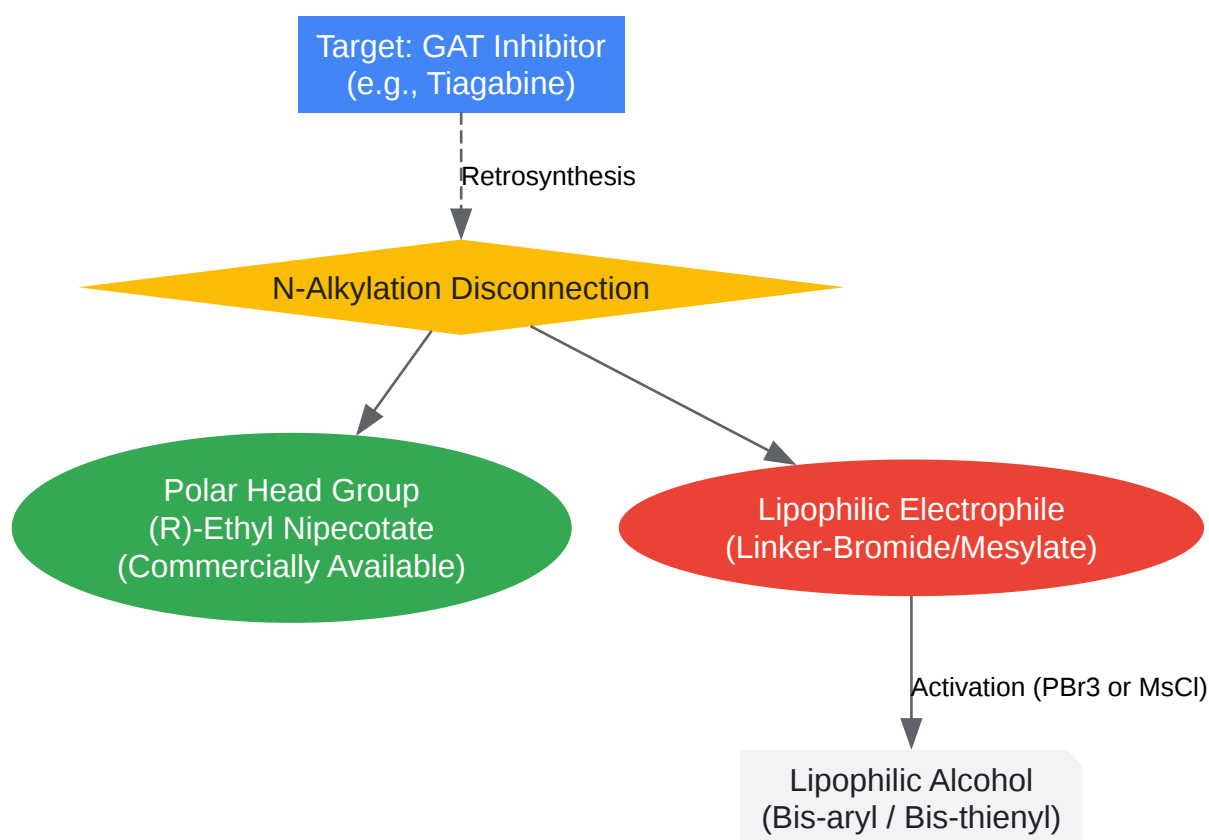 Target: GAT Inhibitor
(e.g., Tiagabine)
Retrosynthesis
N-Alkylation Disconnection
Polar Head Group
(R)-Ethyl Nipecotate
(Commercially Available)
Lipophilic Electrophile
(Linker-Bromide/Mesylate)
Activation (PBr3 or MsCl)
Lipophilic Alcohol
(Bis-aryl / Bis-thienyl)